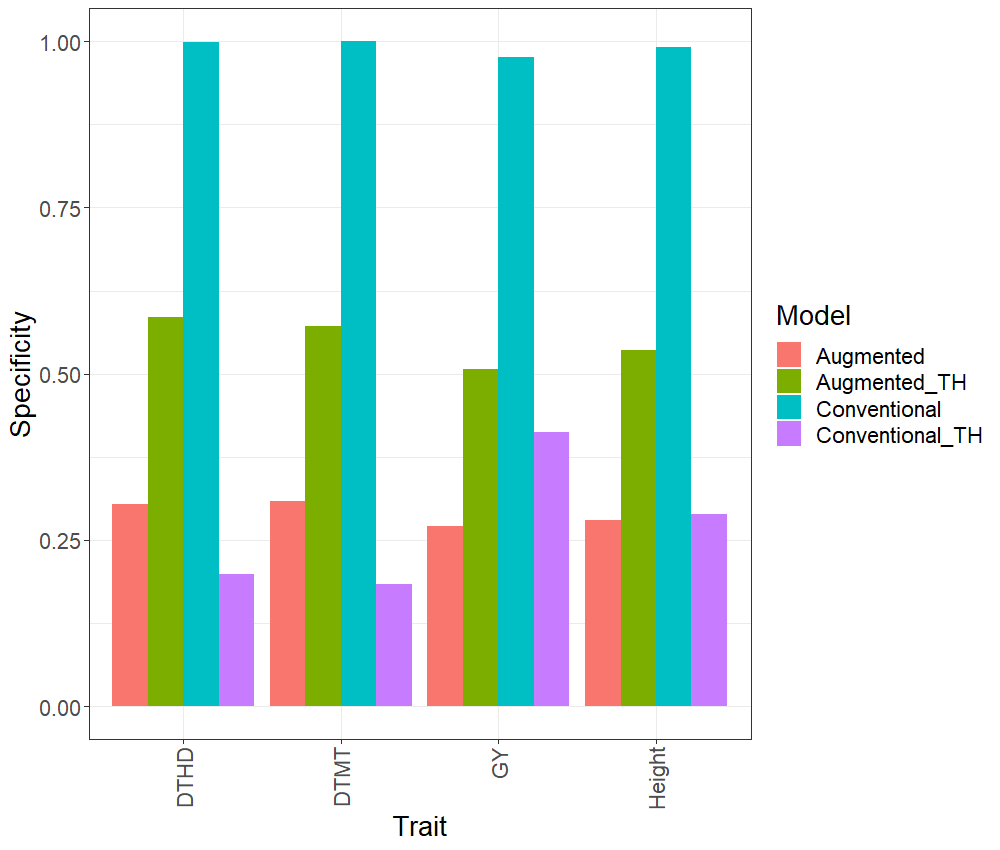 1.00
0.75
0.50
0.25
0.00
Specificity
DTHD
DTMT
GY
Height
Trait
Model
Augmented
Augmented_TH
Conventional
Conventional_TH